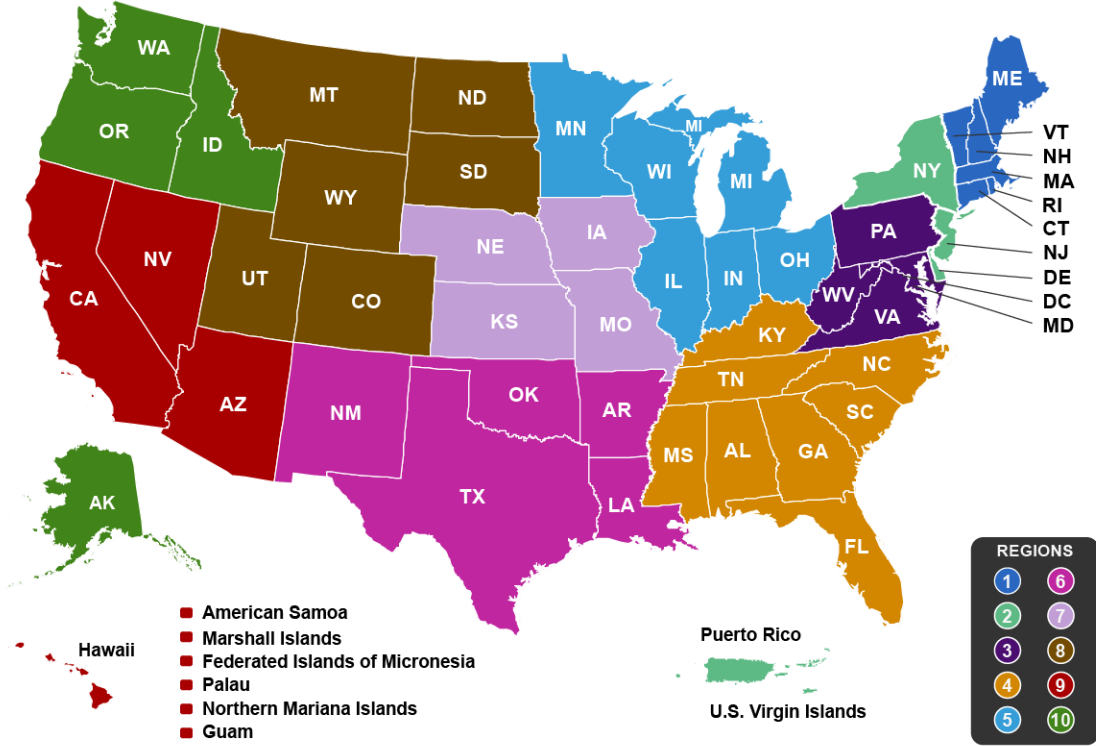 WA
ME
MT
ND
MN
MI
VT
OR
ID
NH
WI
MI
NY
SD
MA
WY
RI
CT
PA
IA
NE
NJ
NV
OH
UT
IL
IN
DE
CO
WV
DC
CA
VA
KS
MO
MD
KY
NC
TN
AZ
OK
NM
AR
SC
MS
AL
GA
TX
LA
AK
FL
REGIONS
1 6
2 7
3 8
4 9
5 10
American Samoa
Marshall Islands
Federated Islands of Micronesia
Palau
Northern Mariana Islands
Guam
Hawaii
Puerto Rico
U.S. Virgin Islands